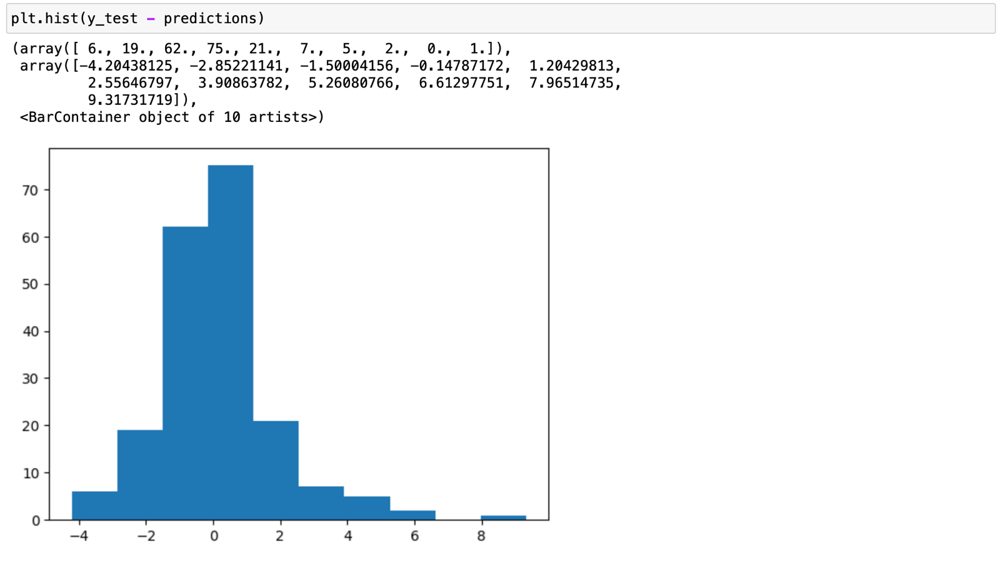 plt.hist(y_test - predictions)
(array([ 6., 19., 62., 75., 21.,  7.,  5.,  2.,  0.,  1.]),
 array([-4.20438125, -2.85221141, -1.50004156, -0.14787172,  1.20429813,
         2.55646797,  3.90863782,  5.26080766,  6.61297751,  7.96514735,
         9.31731719]),
 <BarContainer object of 10 artists>)
70
60
50
40
30
20
10
0
−4 −2 0 2 4 6 8